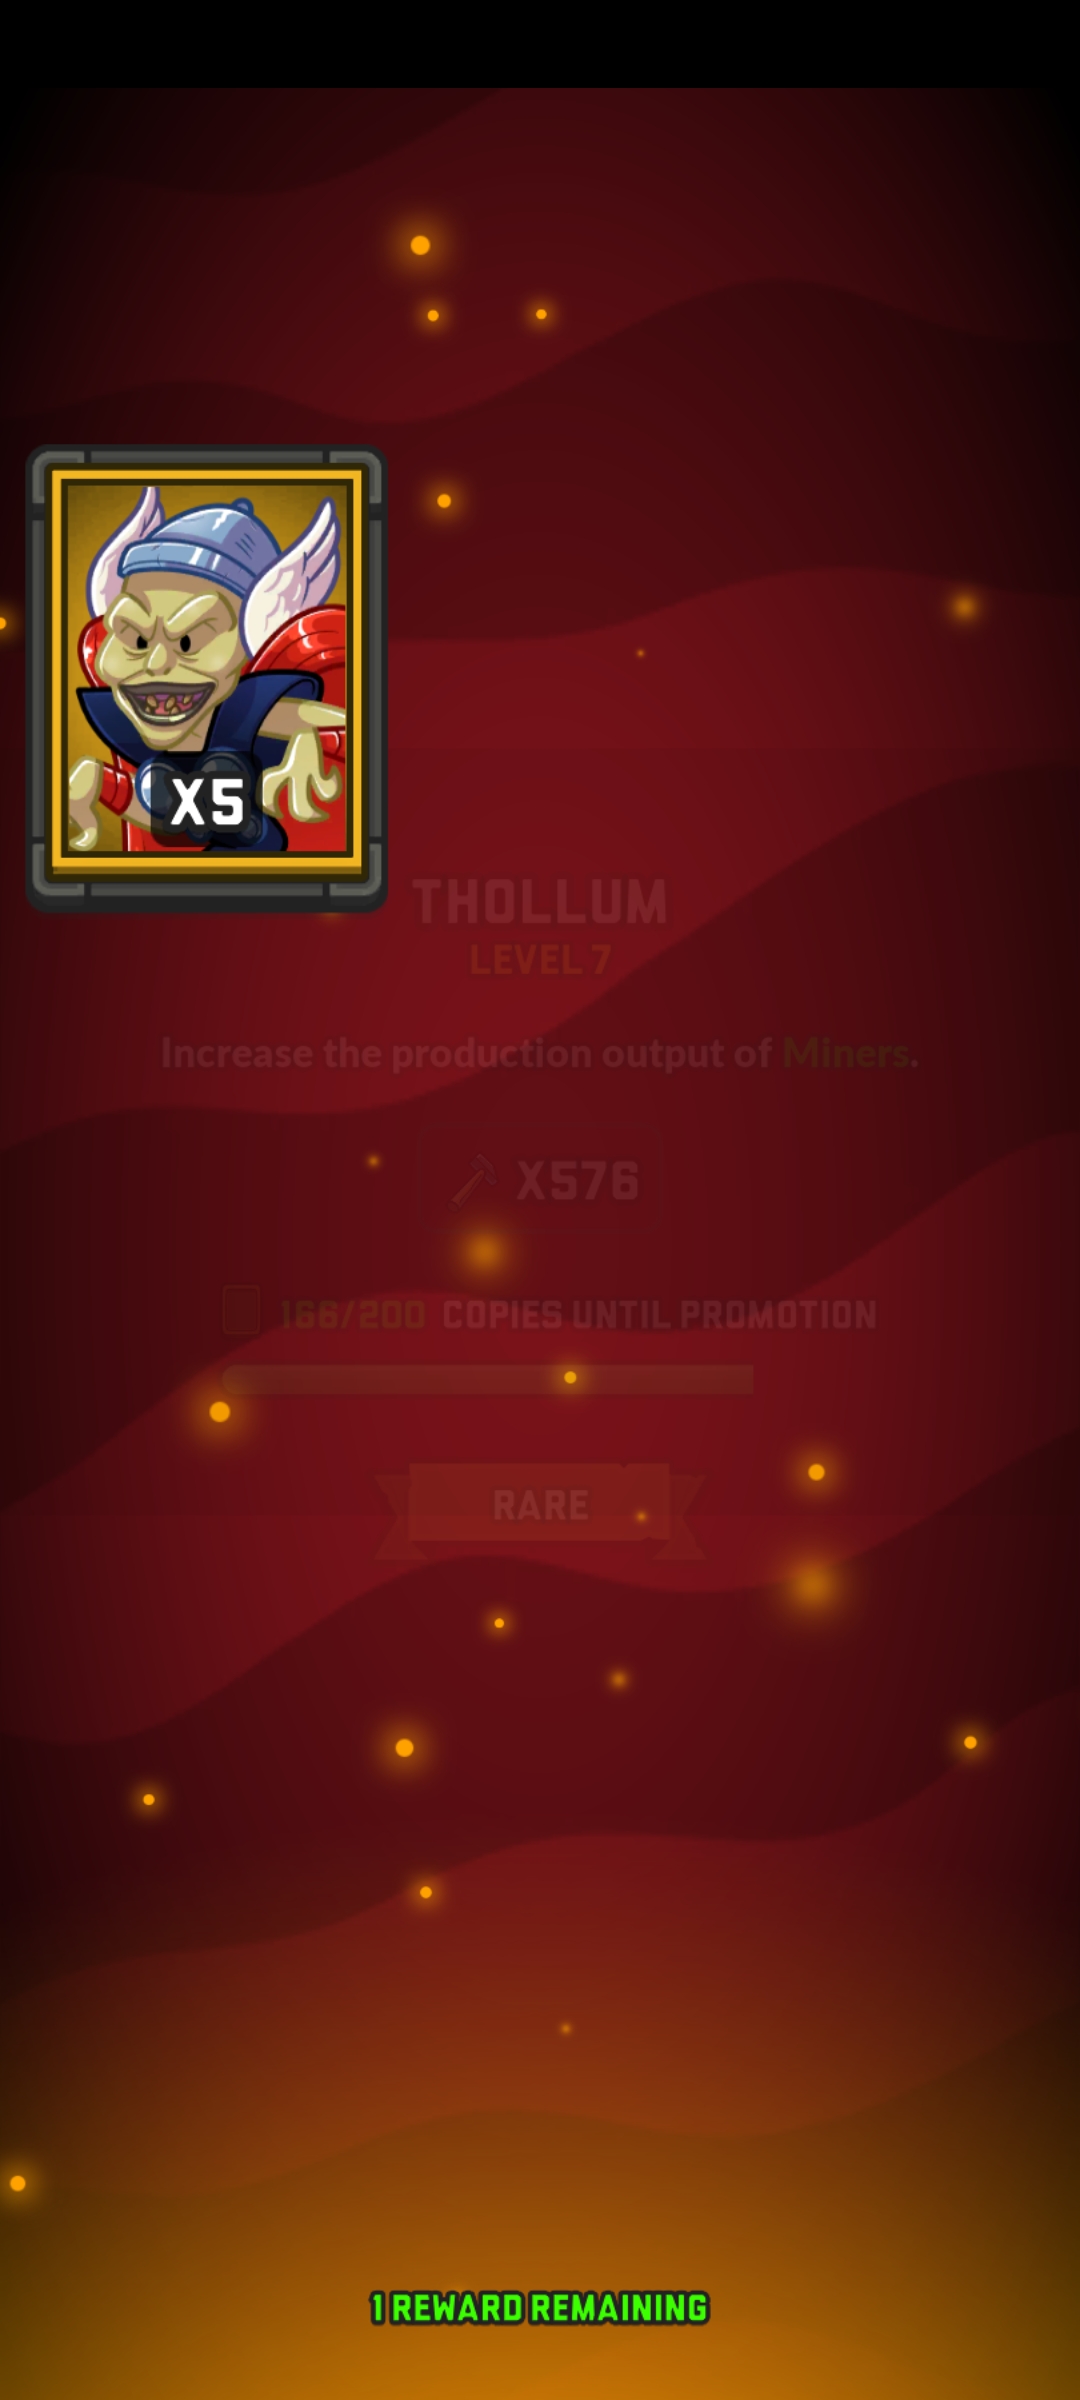 X5
THOLLUM
LEVEL 7
Increase the production output of Miners.
X576
166/200 COPIES UNTIL PROMOTION
RARE
1 REWARD REMAINING